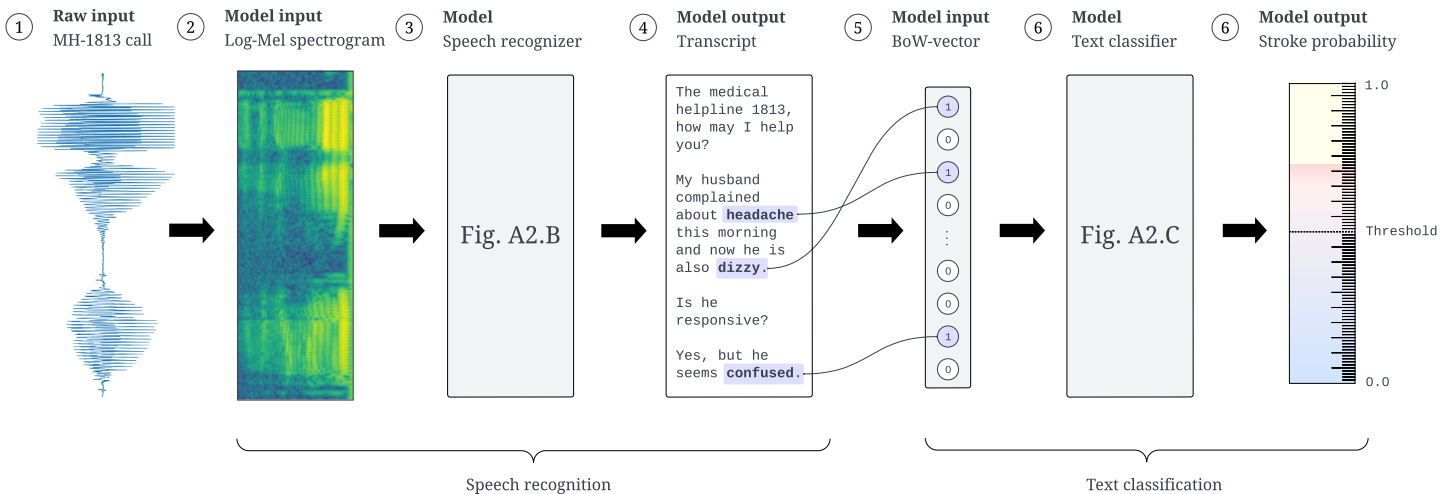 1
Raw input
MH-1813 call
2
Model input
Log-Mel spectrogram
3
Model
Speech recognizer
4
Model output
Transcript
5
Model input
BoW-vector
6
Model
Text classifier
6
Model output
Stroke probability
Fig. A2.B
The medical
helpline 1813,
how may I help
you?
My husband
complained
about headache
this morning
and now he is
also dizzy.
Is he
responsive?
Yes, but he
seems confused.
1
0
1
0
⋮
0
0
1
0
Fig. A2.C
1.0
Threshold
0.0
Speech recognition
Text classification